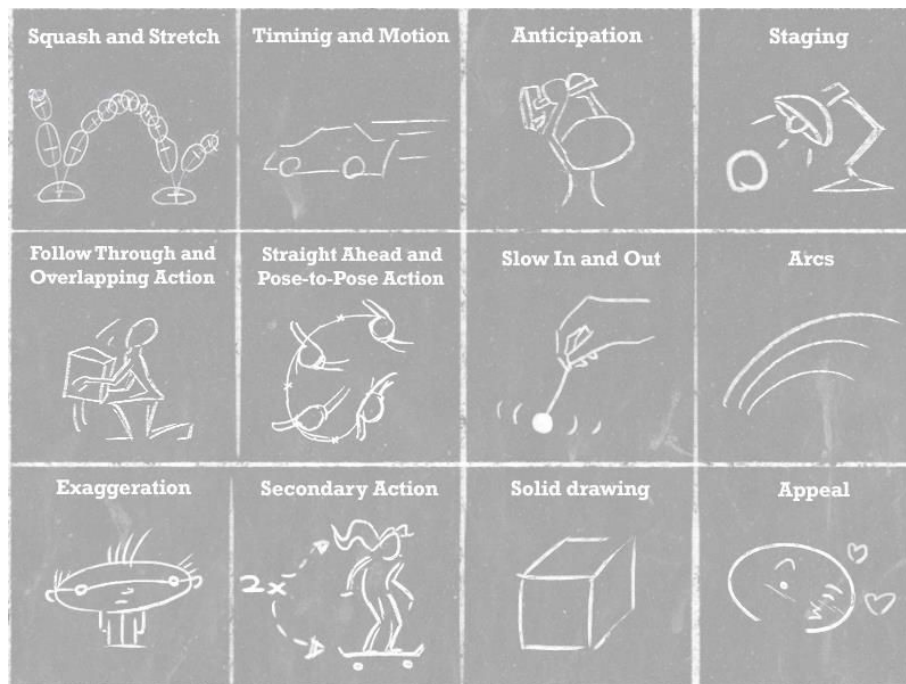 Squash and Stretch
Timinig and Motion
Anticipation
Staging
Follow Through and
Overlapping Action
Straight Ahead and
Pose-to-Pose Action
Slow In and Out
Arcs
Exaggeration
Secondary Action
2x
Solid drawing
Appeal